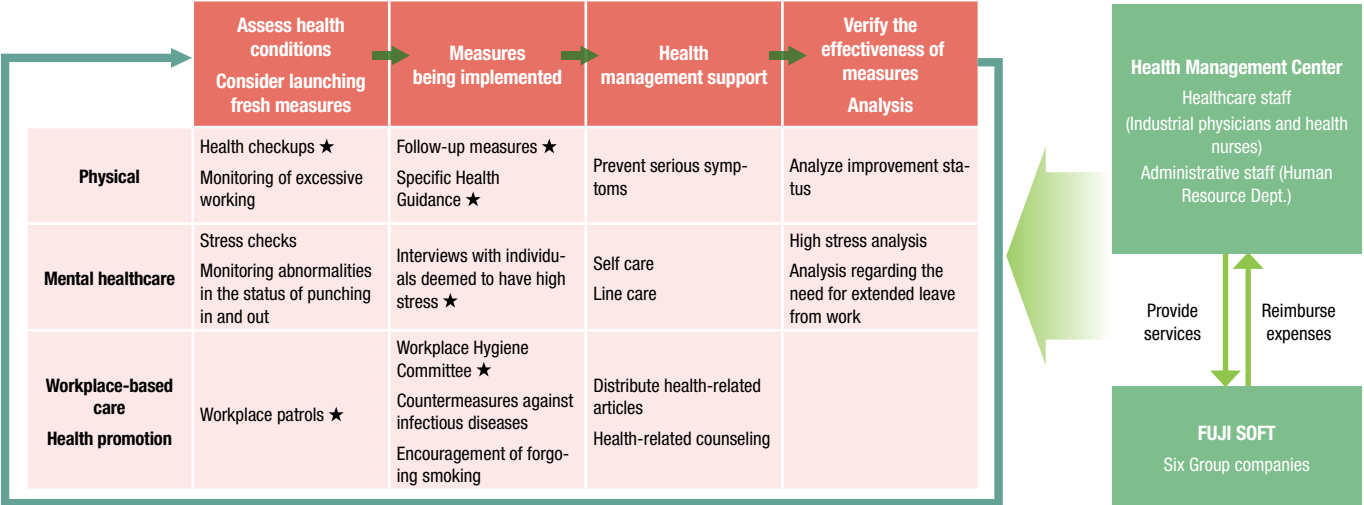 Assess health
conditions
Consider launching
fresh measures
Measures
being implemented
Health
management support
Verify the
effectiveness of
measures
Analysis
Physical
Health checkups ★
Monitoring of excessive
working
Follow-up measures ★
Specific Health
Guidance ★
Prevent serious symp-
toms
Analyze improvement sta-
tus
Mental healthcare
Stress checks
Monitoring abnormalities
in the status of punching
in and out
Interviews with individu-
als deemed to have high
stress ★
Self care
Line care
High stress analysis
Analysis regarding the
need for extended leave
from work
Workplace-based
care
Health promotion
Workplace patrols ★
Workplace Hygiene
Committee ★
Countermeasures against
infectious diseases
Encouragement of forgo-
ing smoking
Distribute health-related
articles
Health-related counseling
Health Management Center
Healthcare staff
(Industrial physicians and health
nurses)
Administrative staff (Human
Resource Dept.)
Provide
services
Reimburse
expenses
FUJI SOFT
Six Group companies